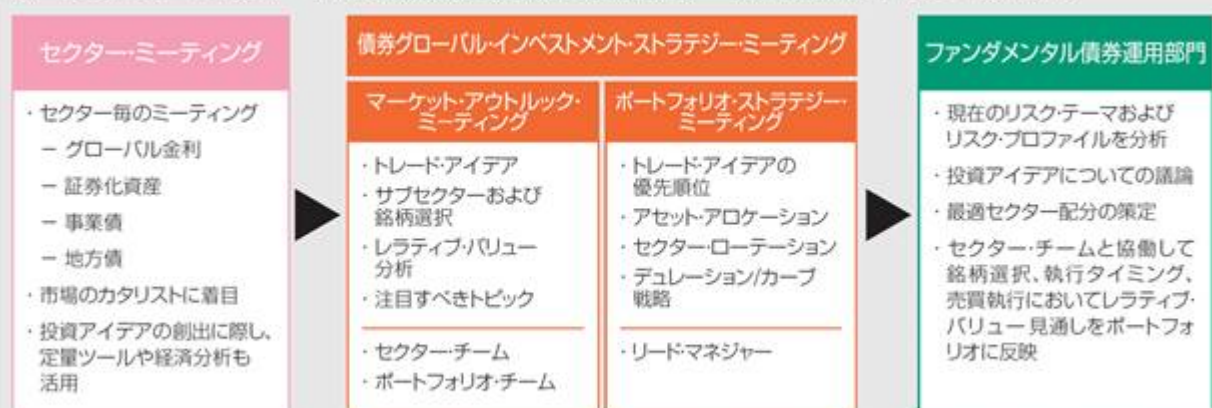 セクター・ミーティング
・セクター毎のミーティング
－ グローバル金利
－ 証券化資産
－ 事業債
－ 地方債
・市場のカタリストに着目
・投資アイデアの創出に際し、
定量ツールや経済分析も
活用
債券グローバル・インベストメント・ストラテジー・ミーティング
マーケット・アウトルック・
ミーティング
・トレード・アイデア
・サブセクターおよび
銘柄選択
・レラティブ・バリュー
分析
・注目すべきトピック
・セクター・チーム
・ポートフォリオ・チーム
ポートフォリオ・ストラテジー・
ミーティング
・トレード・アイデアの
優先順位
・アセット・アロケーション
・セクター・ローテーション
・デュレーション/カーブ
戦略
・リード・マネジャー
ファンダメンタル債券運用部門
・現在のリスク・テーマおよび
リスク・プロファイルを分析
・投資アイデアについての議論
・最適セクター配分の策定
・セクター・チームと協働して
銘柄選択、執行タイミング、
売買執行においてレラティブ・
バリュー見通しをポートフォ
リオに反映